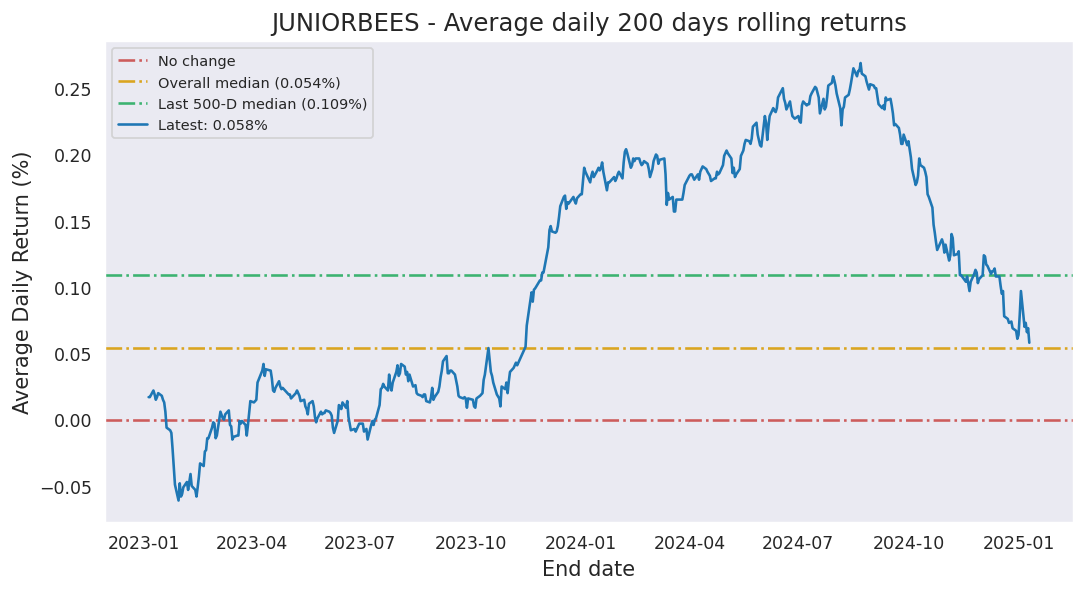 JUNIORBEES - Average daily 200 days rolling returns
No change
Overall median (0.054%)
Last 500-D median (0.109%)
Latest: 0.058%
Average Daily Return (%)
0.25
0.20
0.15
0.10
0.05
0.00
−0.05
2023-01 2023-04 2023-07 2023-10 2024-01 2024-04 2024-07 2024-10 2025-01
End date